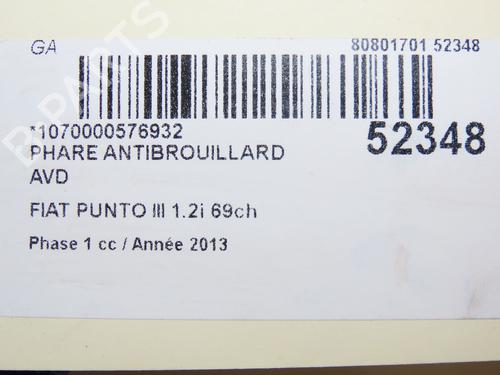 GA 80801701 52348
*1070000576932 52348
PHARE ANTIBROUILLARD
AVD
FIAT PUNTO III 1.2i 69ch
Phase 1 cc / Année 2013
B-PARTS